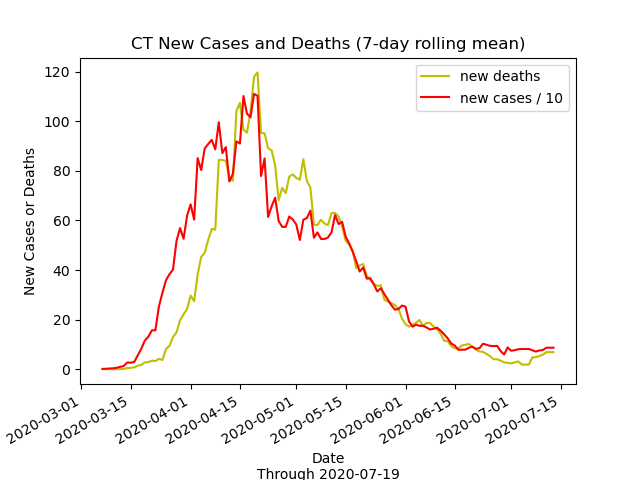 CT New Cases and Deaths (7-day rolling mean)
new deaths
new cases / 10
New Cases or Deaths
120
100
80
60
40
20
0
2020-03-01
2020-03-15
2020-04-01
2020-04-15
2020-05-01
2020-05-15
2020-06-01
2020-06-15
2020-07-01
2020-07-15
Date
Through 2020-07-19